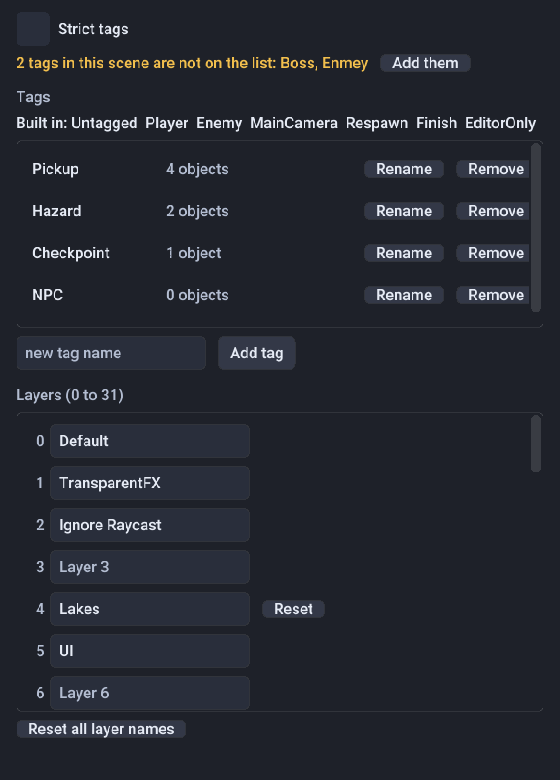 Strict tags
2 tags in this scene are not on the list: Boss, Enmey Add them
Tags
Built in: Untagged Player Enemy MainCamera Respawn Finish EditorOnly
Pickup 4 objects Rename Remove
Hazard 2 objects Rename Remove
Checkpoint 1 object Rename Remove
NPC 0 objects Rename Remove
new tag name Add tag
Layers (0 to 31)
0 Default
1 TransparentFX
2 Ignore Raycast
3 Layer 3
4 Lakes Reset
5 UI
6 Layer 6
Reset all layer names